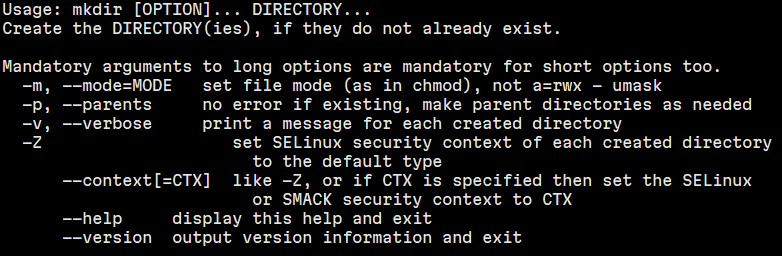 Usage: mkdir [OPTION]... DIRECTORY...
Create the DIRECTORY(ies), if they do not already exist.

Mandatory arguments to long options are mandatory for short options too.
  -m, --mode=MODE   set file mode (as in chmod), not a=rwx - umask
  -p, --parents     no error if existing, make parent directories as needed
  -v, --verbose     print a message for each created directory
  -Z                   set SELinux security context of each created directory
                         to the default type
      --context[=CTX]  like -Z, or if CTX is specified then set the SELinux
                         or SMACK security context to CTX
      --help     display this help and exit
      --version  output version information and exit